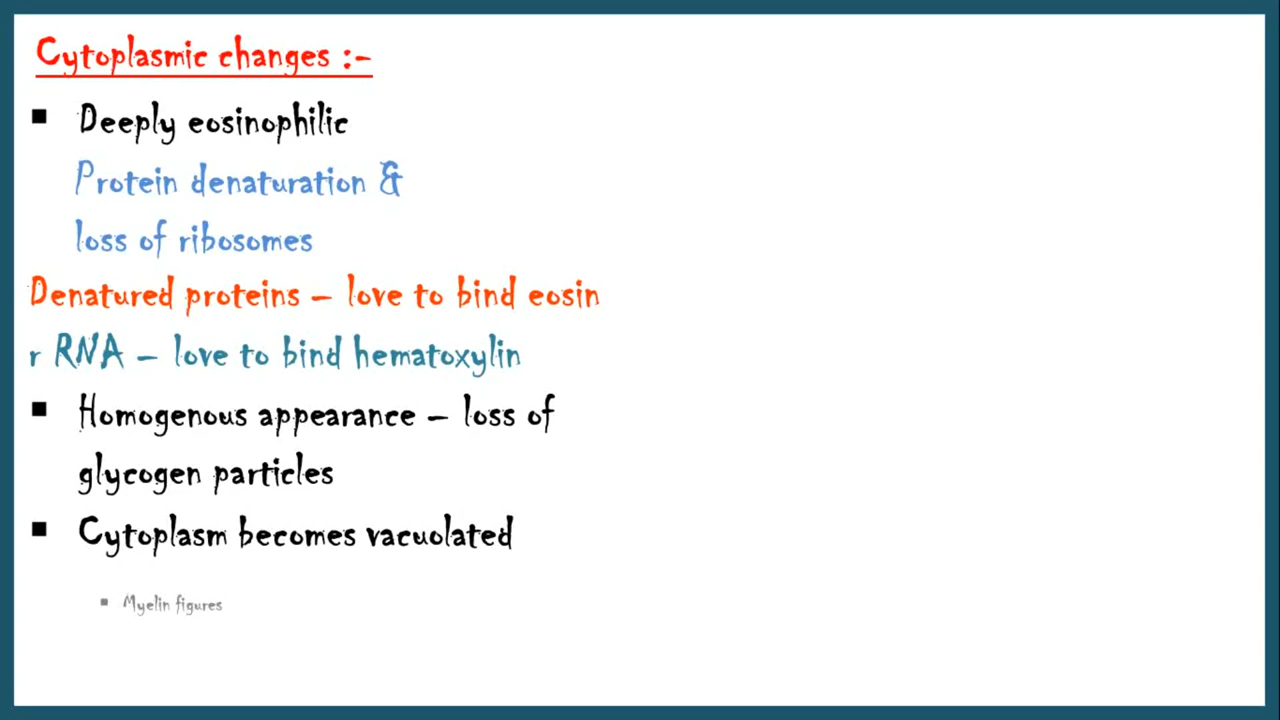 Cytoplasmic changes :-
▪ Deeply eosinophilic
Protein denaturation &
loss of ribosomes
Denatured proteins – love to bind eosin
r RNA – love to bind hematoxylin
▪ Homogenous appearance – loss of
glycogen particles
▪ Cytoplasm becomes vacuolated
▪ Myelin figures